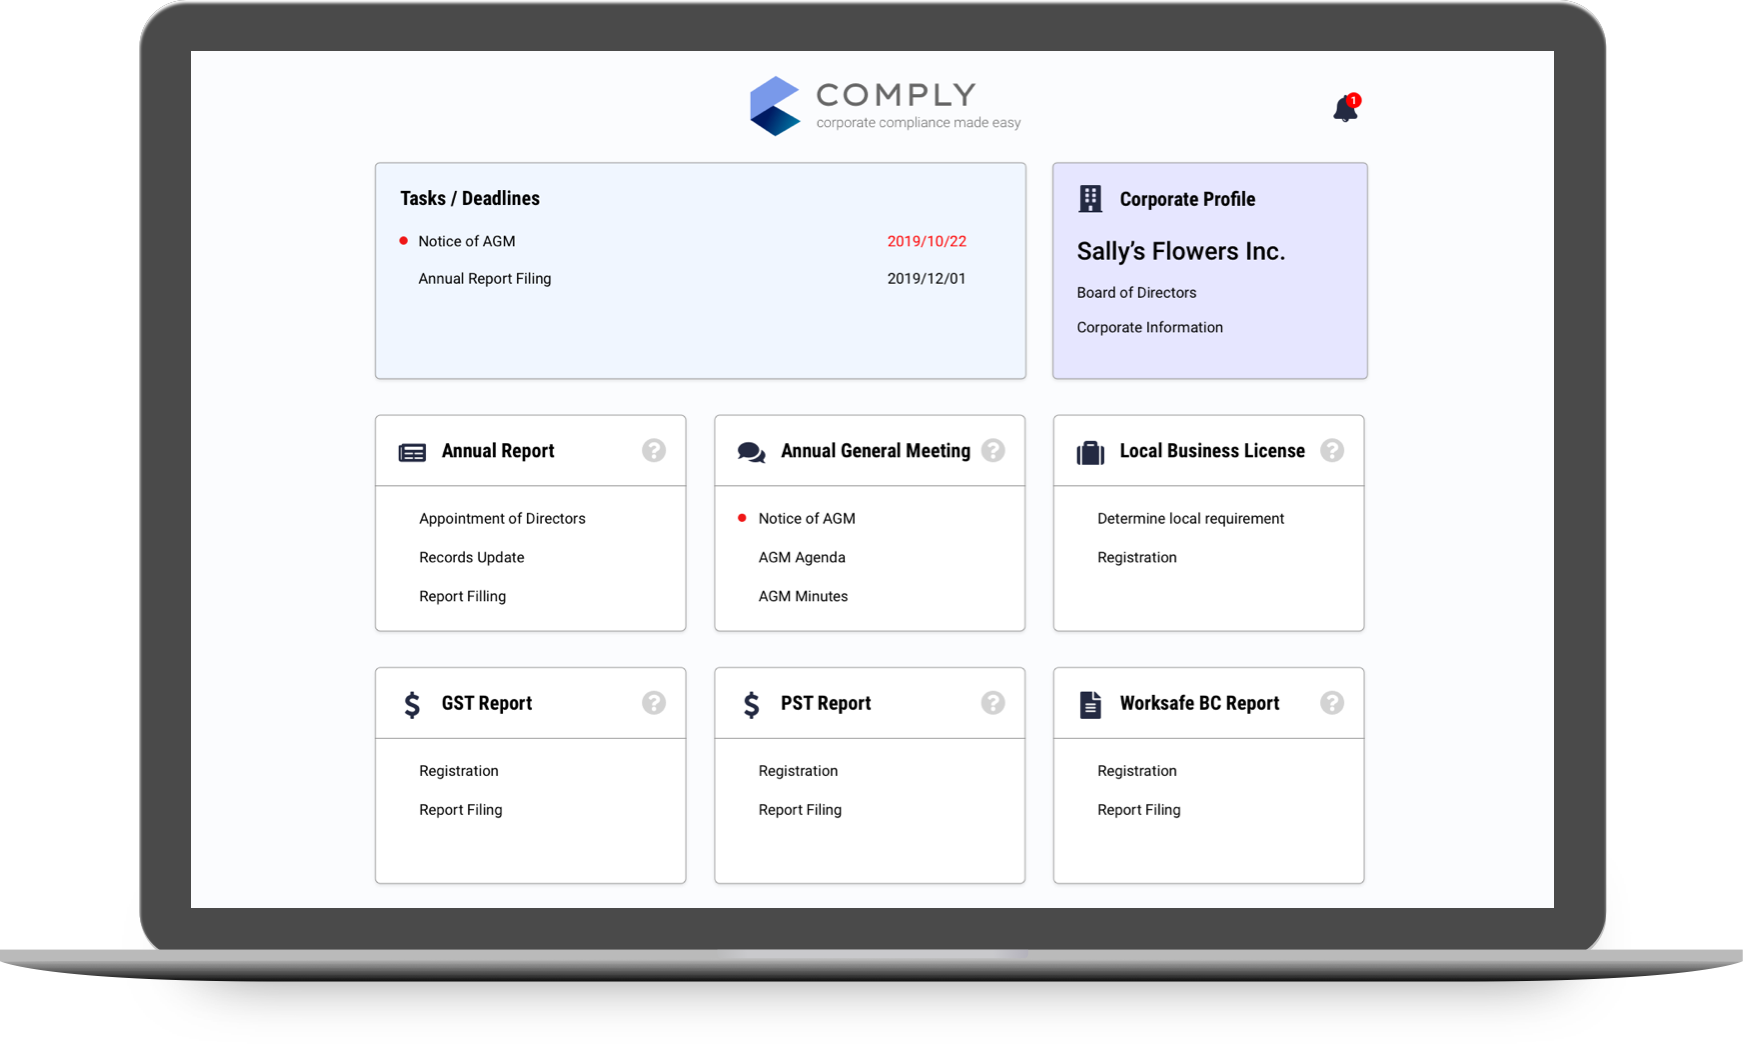 COMPLY
corporate compliance made easy
1
Tasks / Deadlines
Notice of AGM 2019/10/22
Annual Report Filing 2019/12/01
Corporate Profile
Sally's Flowers Inc.
Board of Directors
Corporate Information
Annual Report ?
Appointment of Directors
Records Update
Report Filling
Annual General Meeting ?
Notice of AGM
AGM Agenda
AGM Minutes
Local Business License ?
Determine local requirement
Registration
$ GST Report ?
Registration
Report Filing
$ PST Report ?
Registration
Report Filing
Worksafe BC Report ?
Registration
Report Filing